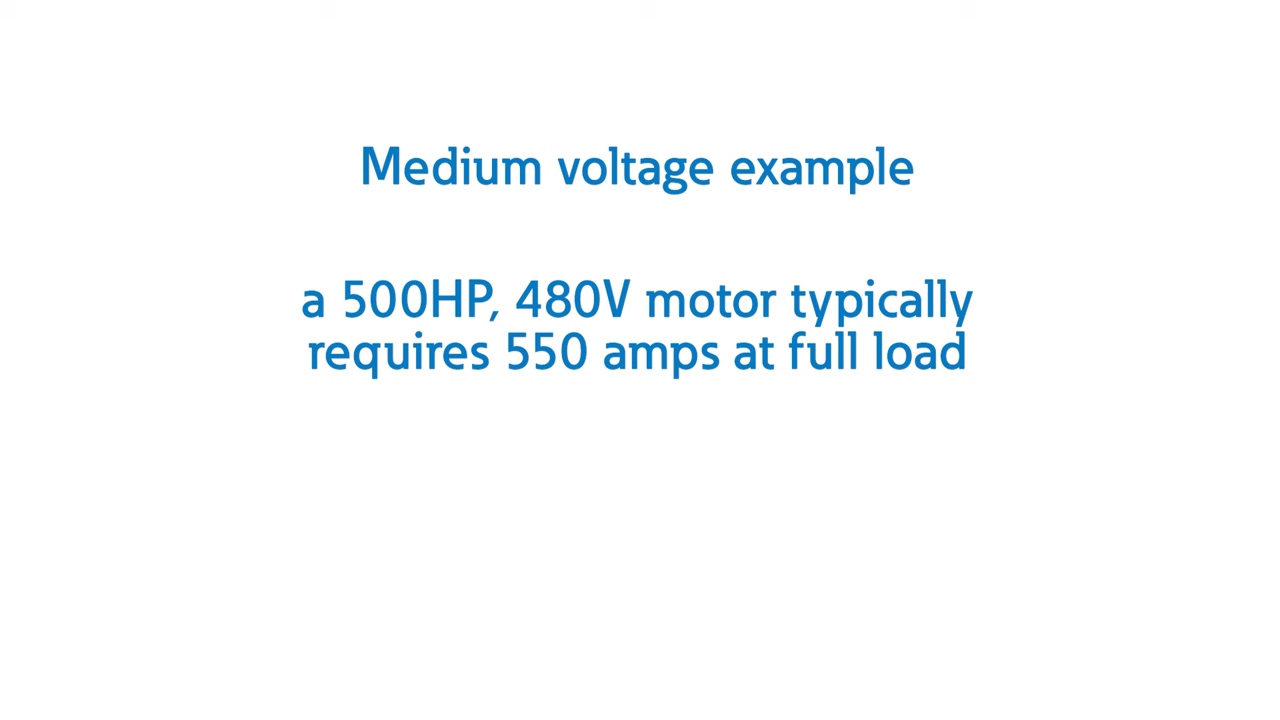 Medium voltage example
a 500HP, 480V motor typically
requires 550 amps at full load